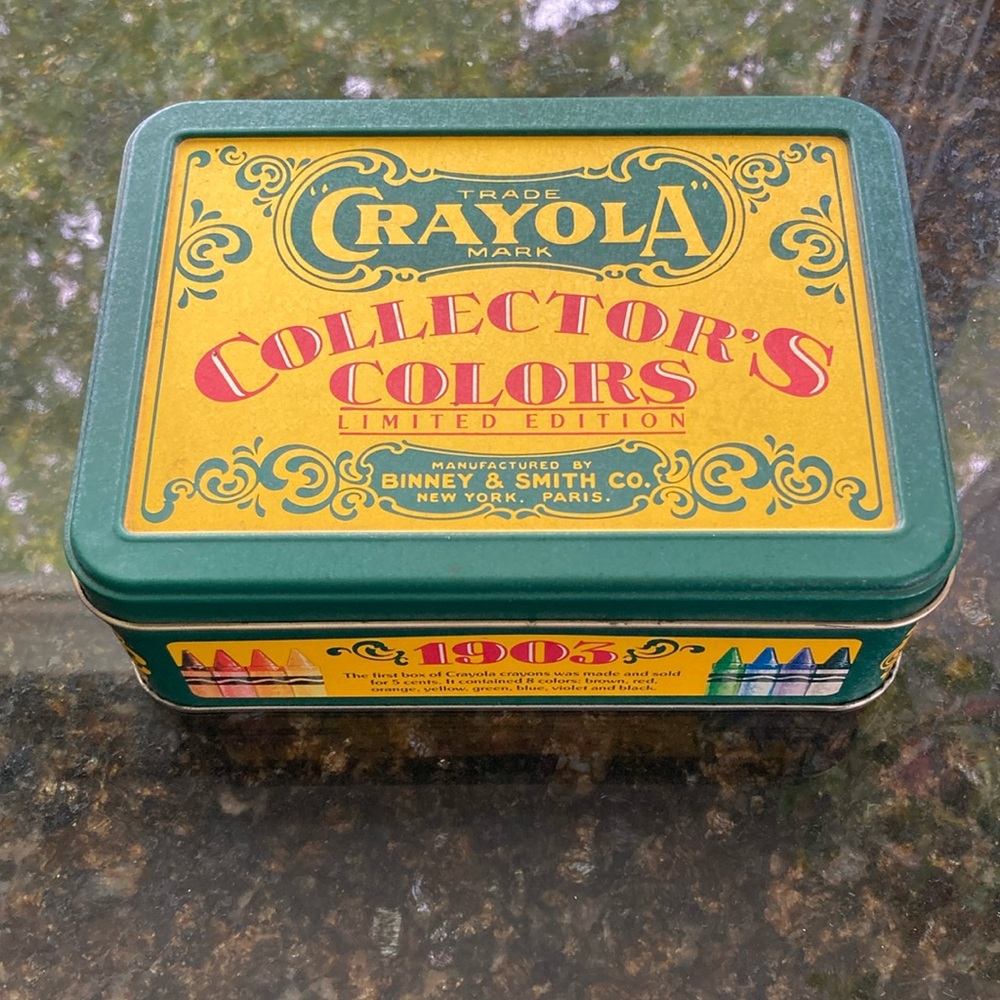 TRADE
"CRAYOLA"
MARK
COLLECTOR'S
COLORS
LIMITED EDITION
MANUFACTURED BY
BINNEY & SMITH CO.
NEW YORK. PARIS.
1903
The first box of Crayola crayons was made and sold
for 5 cents. It contained 8 colors: brown, red,
orange, yellow, green, blue, violet and black.